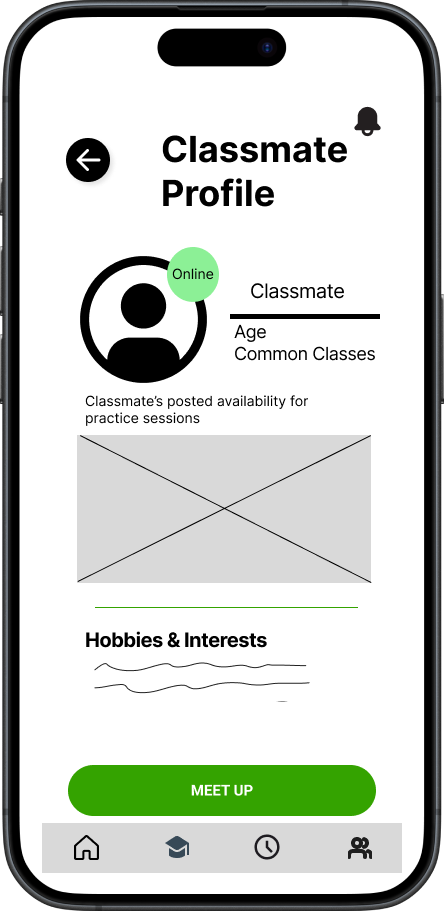 Classmate
Profile
Online
Classmate
Age
Common Classes
Classmate’s posted availability for
practice sessions
Hobbies & Interests
MEET UP